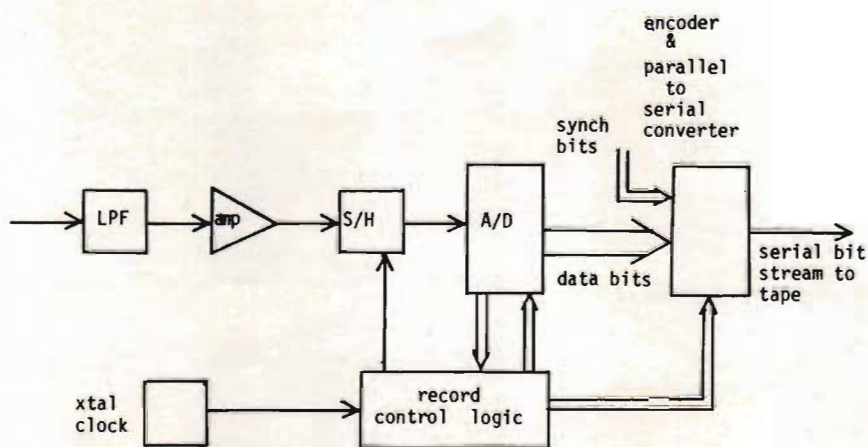 encoder
&
parallel
to
serial
converter
synch
bits
LPF
amp
S/H
A/D
data bits
serial bit
stream to
tape
xtal
clock
record
control logic